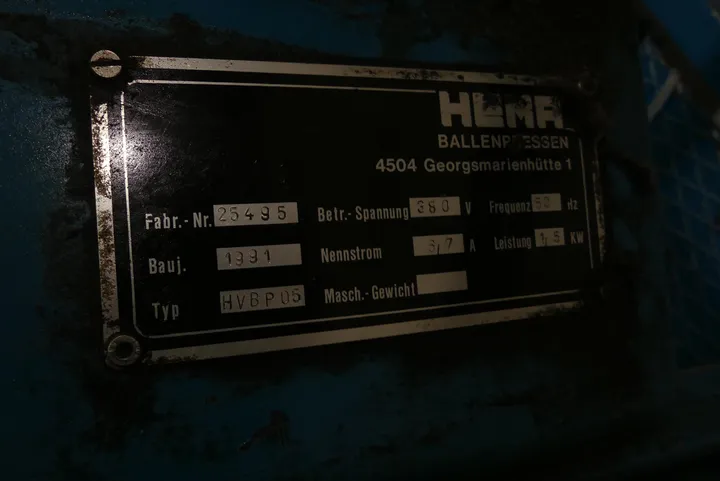 HEMA
BALLENPRESSEN
4504 Georgsmarienhütte 1
Fabr.-Nr. 25495 Betr.-Spannung 380 V Frequenz 50 Hz
Bauj. 1991 Nennstrom 3,7 A Leistung 1,5 KW
Typ HVBP05 Masch.-Gewicht